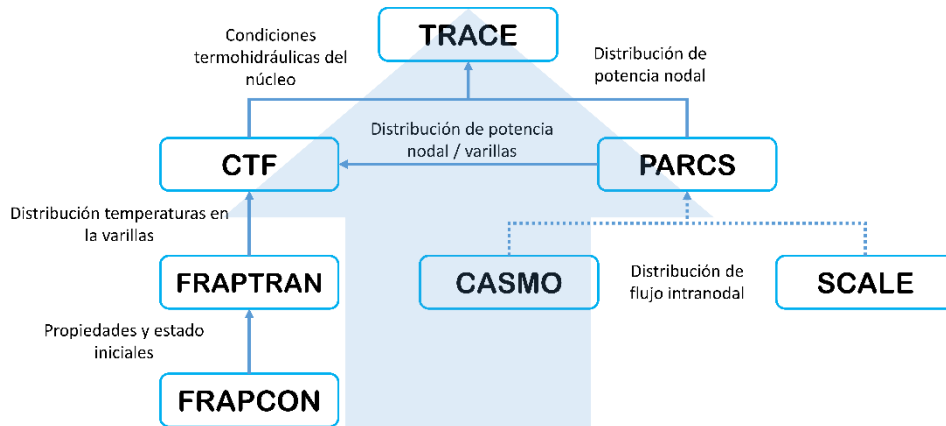 TRACE
Condiciones
termohidráulicas del
núcleo
Distribución de
potencia nodal
Distribución de potencia
nodal / varillas
CTF
PARCS
Distribución temperaturas en
la varillas
FRAPTRAN
CASMO
Distribución de
flujo intranodal
SCALE
Propiedades y estado
iniciales
FRAPCON